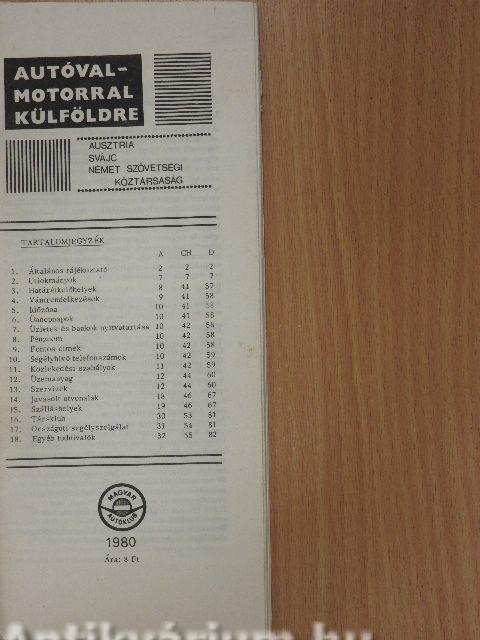 AUTÓVAL-
MOTORRAL
KÜLFÖLDRE
AUSZTRIA
SVÁJC
NÉMET SZÖVETSÉGI
KÖZTÁRSASÁG
TARTALOMJEGYZÉK
A CH D
1. Általános tájékoztató 2 2 2
2. Útiokmányok 7 7 7
3. Határátkelőhelyek 8 41 57
4. Vámrendelkezések 9 41 58
5. Időzóna 10 41 58
6. Ünnepnapok 10 41 58
7. Üzletek és bankok nyitvatartása 10 42 58
8. Pénznem 10 42 58
9. Fontos címek 10 42 58
10. Segélyhívó telefonszámok 10 42 59
11. Közlekedési szabályok 11 42 59
12. Üzemanyag 12 44 60
13. Szervizek 12 44 60
14. Javasolt útvonalak 18 46 67
15. Szálláshelyek 19 46 67
16. Társklub 30 53 81
17. Országúti segélyszolgálat 31 54 81
18. Egyéb tudnivalók 32 55 82
MAGYAR
AUTÓKLUB
1980
Ára: 8 Ft
Antikvárium.hu